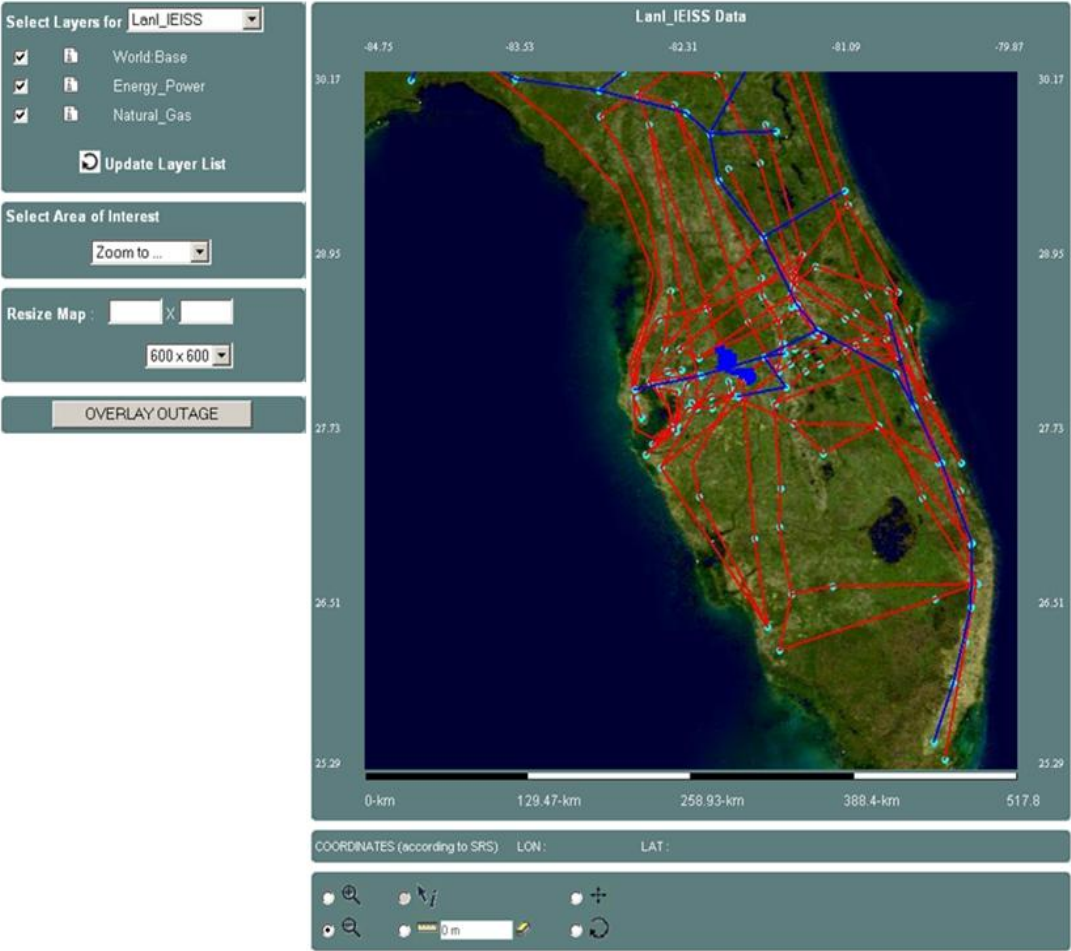 Select Layers for Lanl_IEISS
World:Base
Energy_Power
Natural_Gas
Update Layer List
Select Area of Interest
Zoom to ...
Resize Map : X
600 x 600
OVERLAY OUTAGE
Lanl_IEISS Data
-84.75 -83.53 -82.31 -81.09 -79.87
30.17 30.17
28.95 28.95
27.73 27.73
26.51 26.51
25.29 25.29
0-km 129.47-km 258.93-km 388.4-km 517.8
COORDINATES (according to SRS) LON : LAT :
0 m